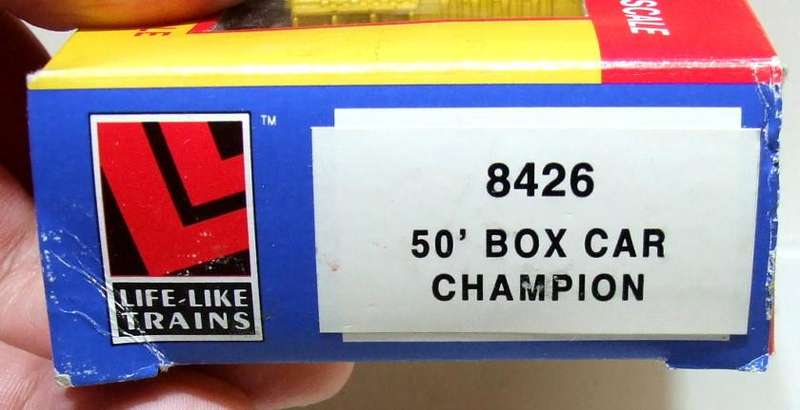 SCALE
E
™
8426
50' BOX CAR
CHAMPION
LIFE-LIKE
TRAINS